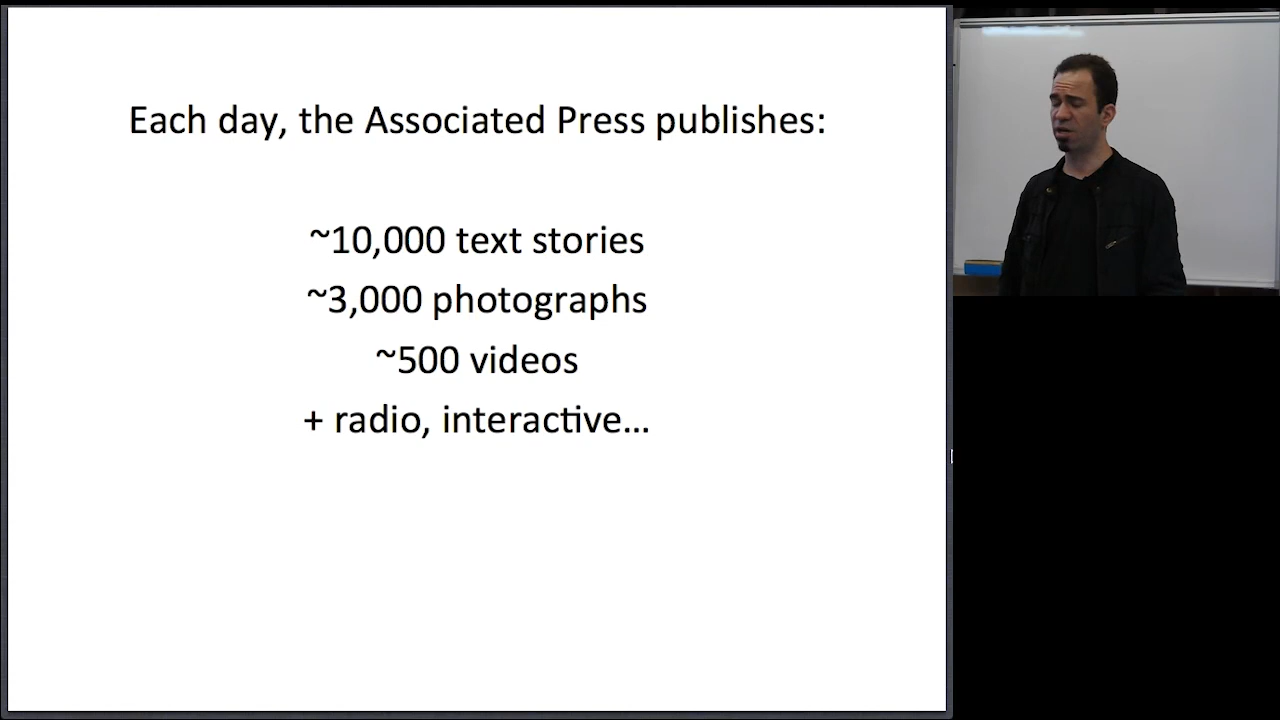 Each day, the Associated Press publishes:
~10,000 text stories
~3,000 photographs
~500 videos
+ radio, interactive…